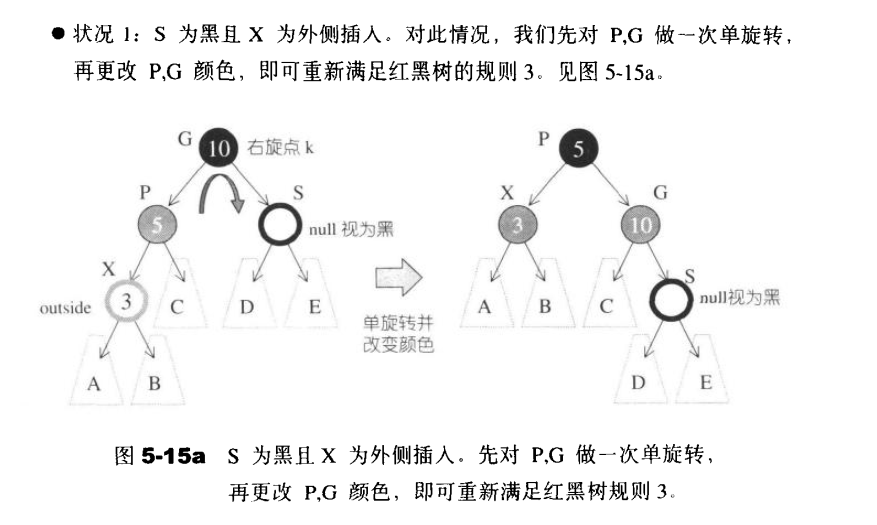 ● 状况 1：S 为黑且 X 为外侧插入。对此情况，我们先对 P,G 做一次单旋转，
再更改 P,G 颜色，即可重新满足红黑树的规则3。见图5-15a。
G 10 右旋点 k
P 5
P 5
S
null 视为黑
X 3
G 10
X
outside 3
C D E
A B C
S
null视为黑
单旋转并
改变颜色
A B
D E
图 5-15a S 为黑且 X 为外侧插入。先对 P,G 做一次单旋转，
再更改 P,G 颜色，即可重新满足红黑树规则 3。